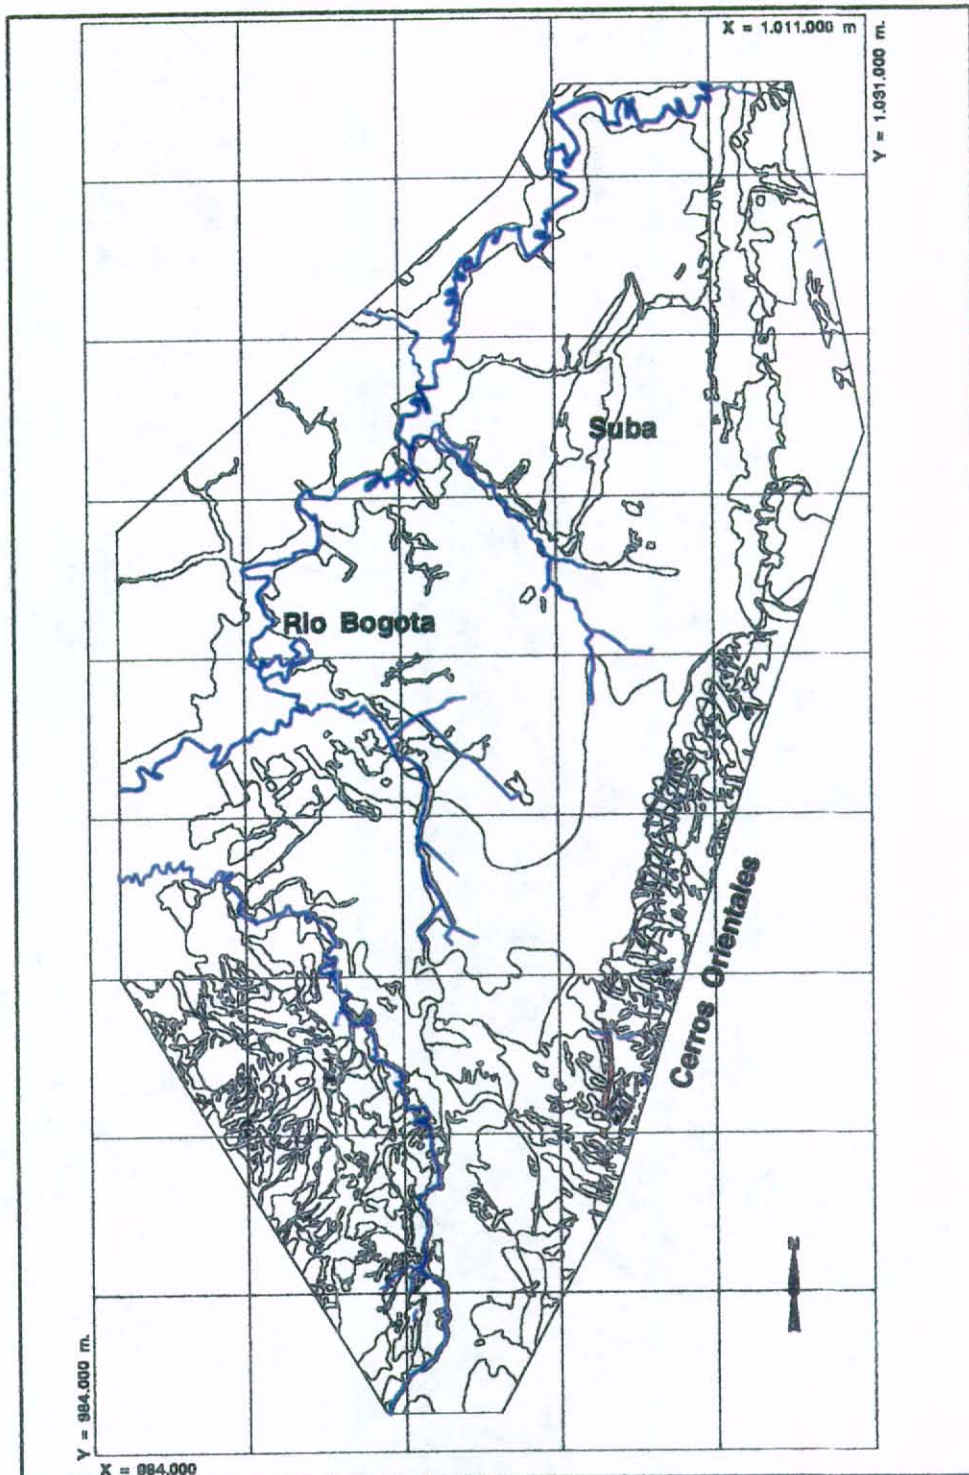 X = 1.011.000 m
Y = 1.031.000 m.
Suba
Rio Bogota
Cerros Orientales
Y = 984.000 m.
X = 984.000